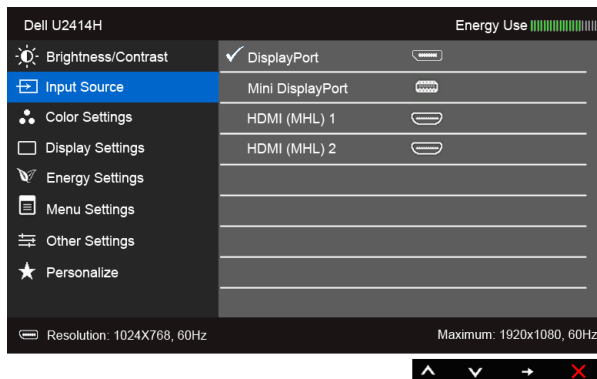 Dell U2414H Energy Use
Brightness/Contrast DisplayPort
Input Source Mini DisplayPort
Color Settings HDMI (MHL) 1
Display Settings HDMI (MHL) 2
Energy Settings
Menu Settings
Other Settings
Personalize
Resolution: 1024X768, 60Hz Maximum: 1920x1080, 60Hz